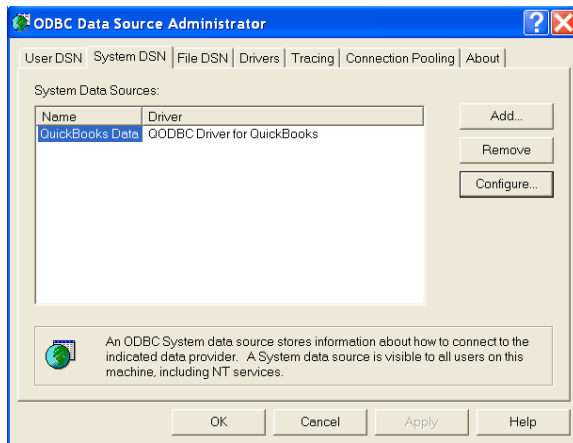 ODBC Data Source Administrator
User DSN System DSN File DSN Drivers Tracing Connection Pooling About
System Data Sources:
Name Driver
QuickBooks Data QODBC Driver for QuickBooks
Add...
Remove
Configure...
An ODBC System data source stores information about how to connect to the
indicated data provider. A System data source is visible to all users on this
machine, including NT services.
OK Cancel Apply Help